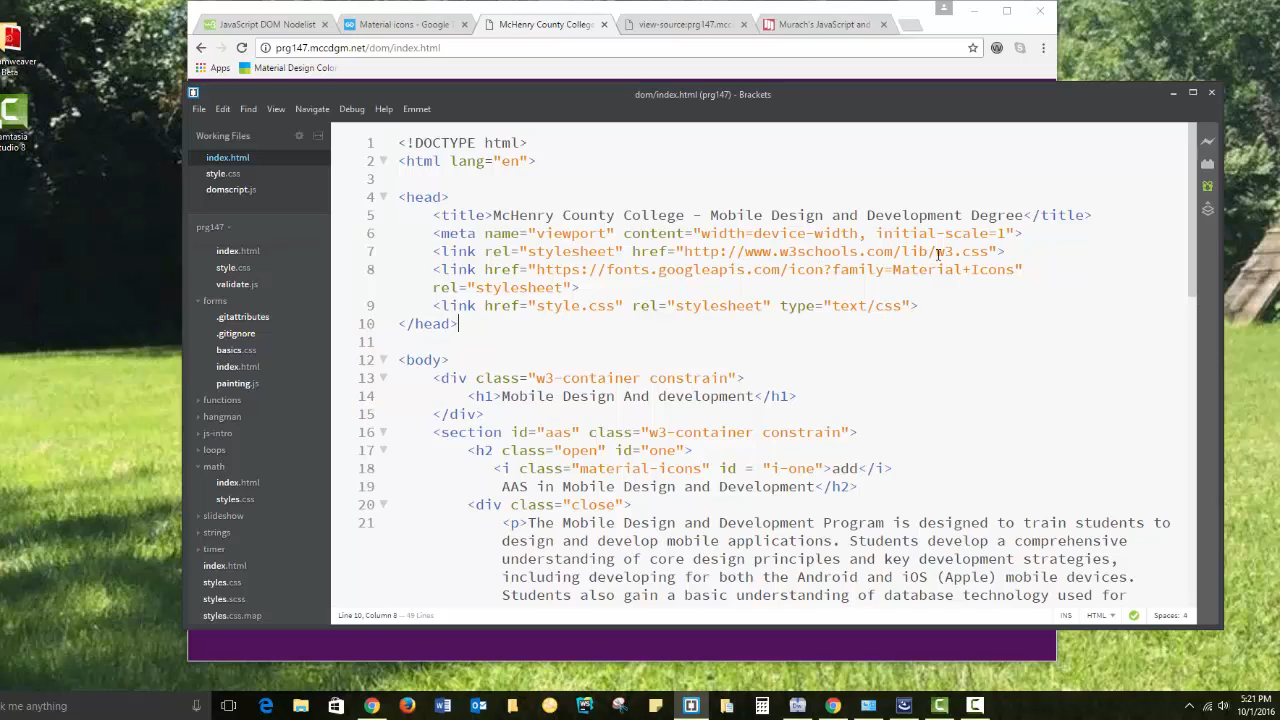 JavaScript DOM Nodelist
Material icons - Google
McHenry County College
view-source:prg147.mcc
Murach's JavaScript and
prg147.mccdgm.net/dom/index.html
Apps
Material Design Color
dom/index.html (prg147) - Brackets
File Edit Find View Navigate Debug Help Emmet
Working Files
index.html
style.css
domscript.js
prg147
index.html
style.css
validate.js
forms
.gitattributes
.gitignore
basics.css
index.html
painting.js
functions
hangman
js-intro
loops
math
index.html
styles.css
slideshow
strings
timer
index.html
styles.css
styles.scss
styles.css.map
1 <!DOCTYPE html>
2 <html lang="en">
3
4 <head>
5 <title>McHenry County College - Mobile Design and Development Degree</title>
6 <meta name="viewport" content="width=device-width, initial-scale=1">
7 <link rel="stylesheet" href="http://www.w3schools.com/lib/w3.css">
8 <link href="https://fonts.googleapis.com/icon?family=Material+Icons"
rel="stylesheet">
9 <link href="style.css" rel="stylesheet" type="text/css">
10 </head>
11
12 <body>
13 <div class="w3-container constrain">
14 <h1>Mobile Design And development</h1>
15 </div>
16 <section id="aas" class="w3-container constrain">
17 <h2 class="open" id="one">
18 <i class="material-icons" id = "i-one">add</i>
19 AAS in Mobile Design and Development</h2>
20 <div class="close">
21 <p>The Mobile Design and Development Program is designed to train students to
design and develop mobile applications. Students develop a comprehensive
understanding of core design principles and key development strategies,
including developing for both the Android and iOS (Apple) mobile devices.
Students also gain a basic understanding of database technology used for
Line 10, Column 8 — 49 Lines
INS HTML Spaces: 4
amweaver
Beta
amtasia
tudio 8
sk me anything
5:21 PM
10/1/2016